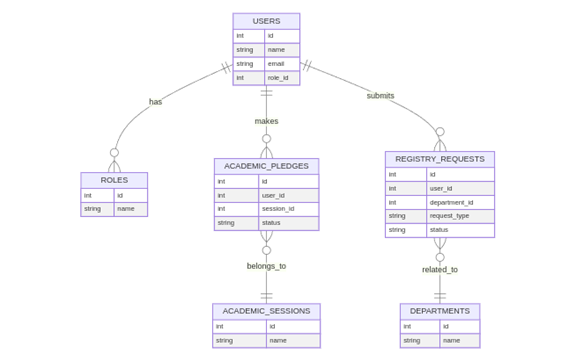 USERS
int id
string name
string email
int role_id
has
makes
submits
ROLES
int id
string name
ACADEMIC_PLEDGES
int id
int user_id
int session_id
string status
REGISTRY_REQUESTS
int id
int user_id
int department_id
string request_type
string status
belongs_to
related_to
ACADEMIC_SESSIONS
int id
string name
DEPARTMENTS
int id
string name